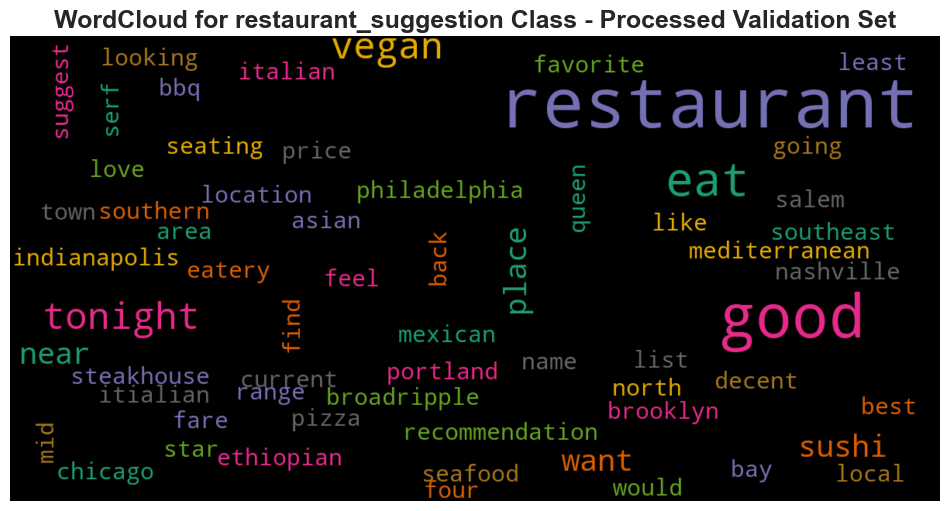 WordCloud for restaurant_suggestion Class - Processed Validation Set
vegan
looking
suggest
italian
favorite
least
bbq
serf
restaurant
seating
price
going
love
eat
queen
location
philadelphia
salem
town
southern
asian
like
area
southeast
back
place
mediterranean
indianapolis
eatery
feel
nashville
tonight
find
good
mexican
near
name
list
steakhouse
current
portland
decent
itialian
range
broadripple
north
brooklyn
best
fare
pizza
mid
star
recommendation
sushi
ethiopian
want
chicago
seafood
bay
local
four
would